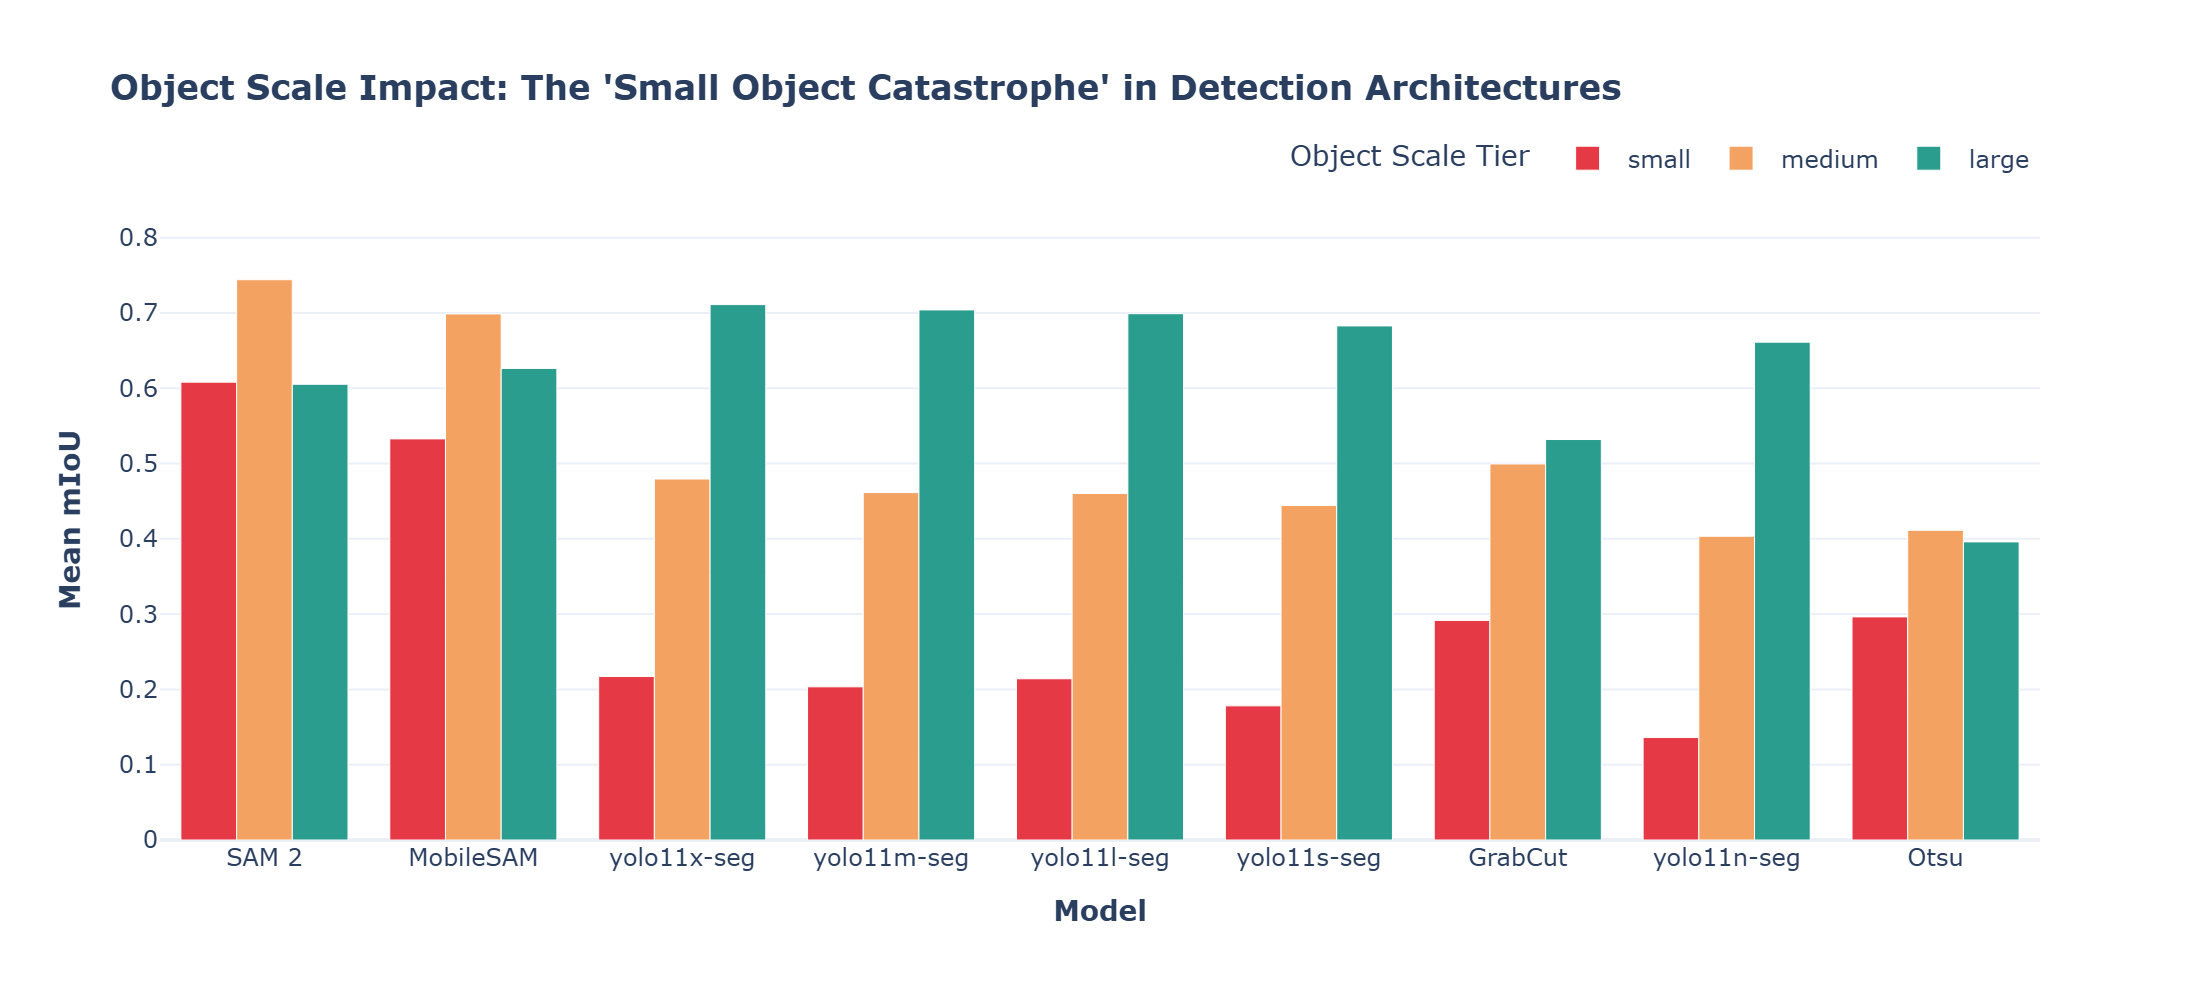 Object Scale Impact: The 'Small Object Catastrophe' in Detection Architectures
Object Scale Tier small medium large
0.8
0.7
0.6
0.5
0.4
0.3
0.2
0.1
0
Mean mIoU
SAM 2 MobileSAM yolo11x-seg yolo11m-seg yolo11l-seg yolo11s-seg GrabCut yolo11n-seg Otsu
Model